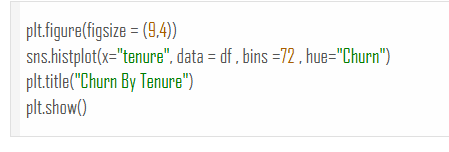 plt.figure(figsize = (9,4))
sns.histplot(x="tenure", data = df , bins =72 , hue="Churn")
plt.title("Churn By Tenure")
plt.show()